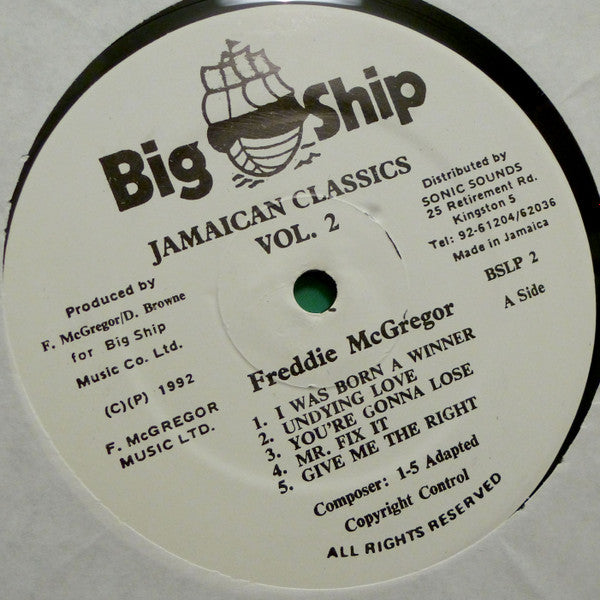 Big Ship
JAMAICAN CLASSICS
VOL. 2
Produced by
F. McGregor/D. Browne
for Big Ship
Music Co. Ltd.
(C)(P) 1992
F. McGREGOR
MUSIC LTD.
Distributed by
SONIC SOUNDS
25 Retirement Rd.
Kingston 5
Tel: 92-61204/62036
Made in Jamaica
BSLP 2
A Side
Freddie McGregor
1. I WAS BORN A WINNER
2. UNDYING LOVE
3. YOU'RE GONNA LOSE
4. MR. FIX IT
5. GIVE ME THE RIGHT
Composer: 1-5 Adapted
Copyright Control
ALL RIGHTS RESERVED